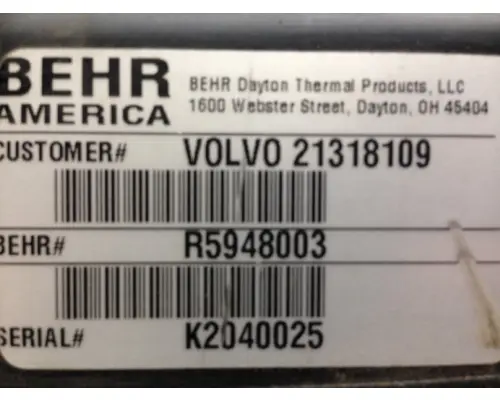 BEHR
AMERICA
BEHR Dayton Thermal Products, LLC
1600 Webster Street, Dayton, OH 45404
CUSTOMER# VOLVO 21318109
BEHR# R5948003
SERIAL# K2040025